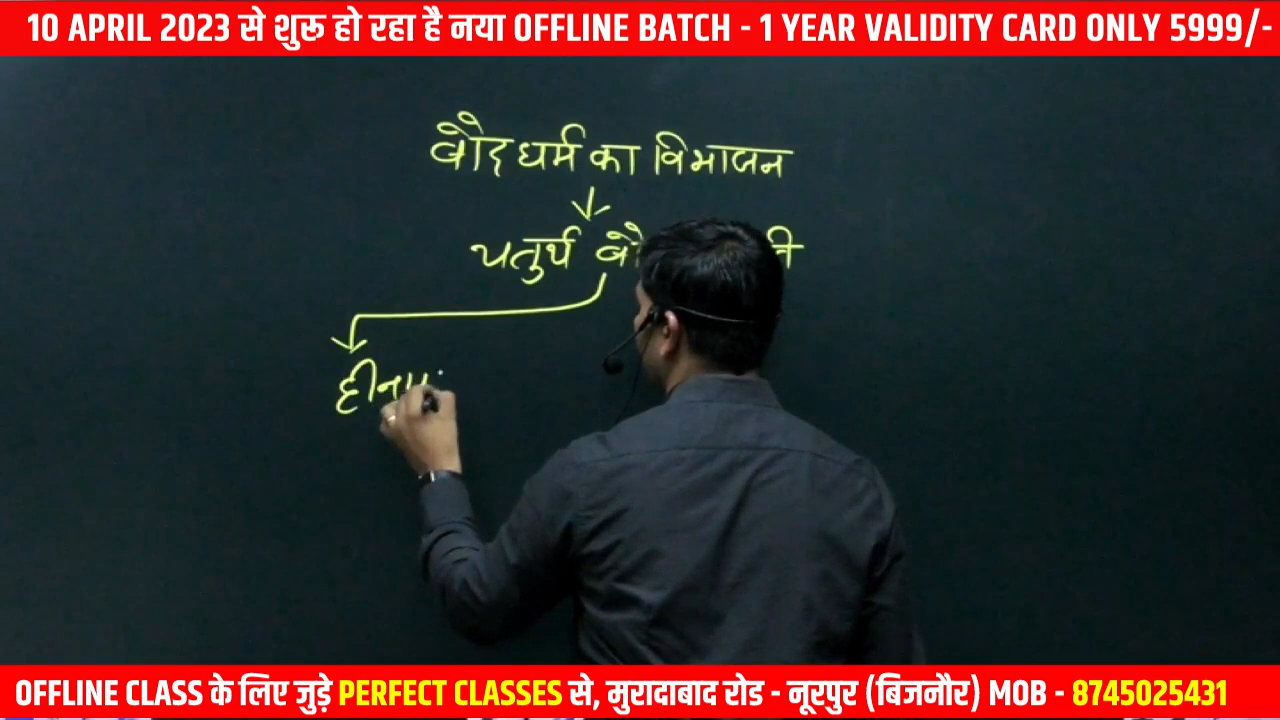 10 APRIL 2023 से शुरू हो रहा है नया OFFLINE BATCH - 1 YEAR VALIDITY CARD ONLY 5999/-
बौद्दधर्म का विभाजन
चतुर्थ
OFFLINE CLASS के लिए जुड़े PERFECT CLASSES से, मुरादाबाद रोड - नूरपुर (बिजनौर) MOB - 8745025431